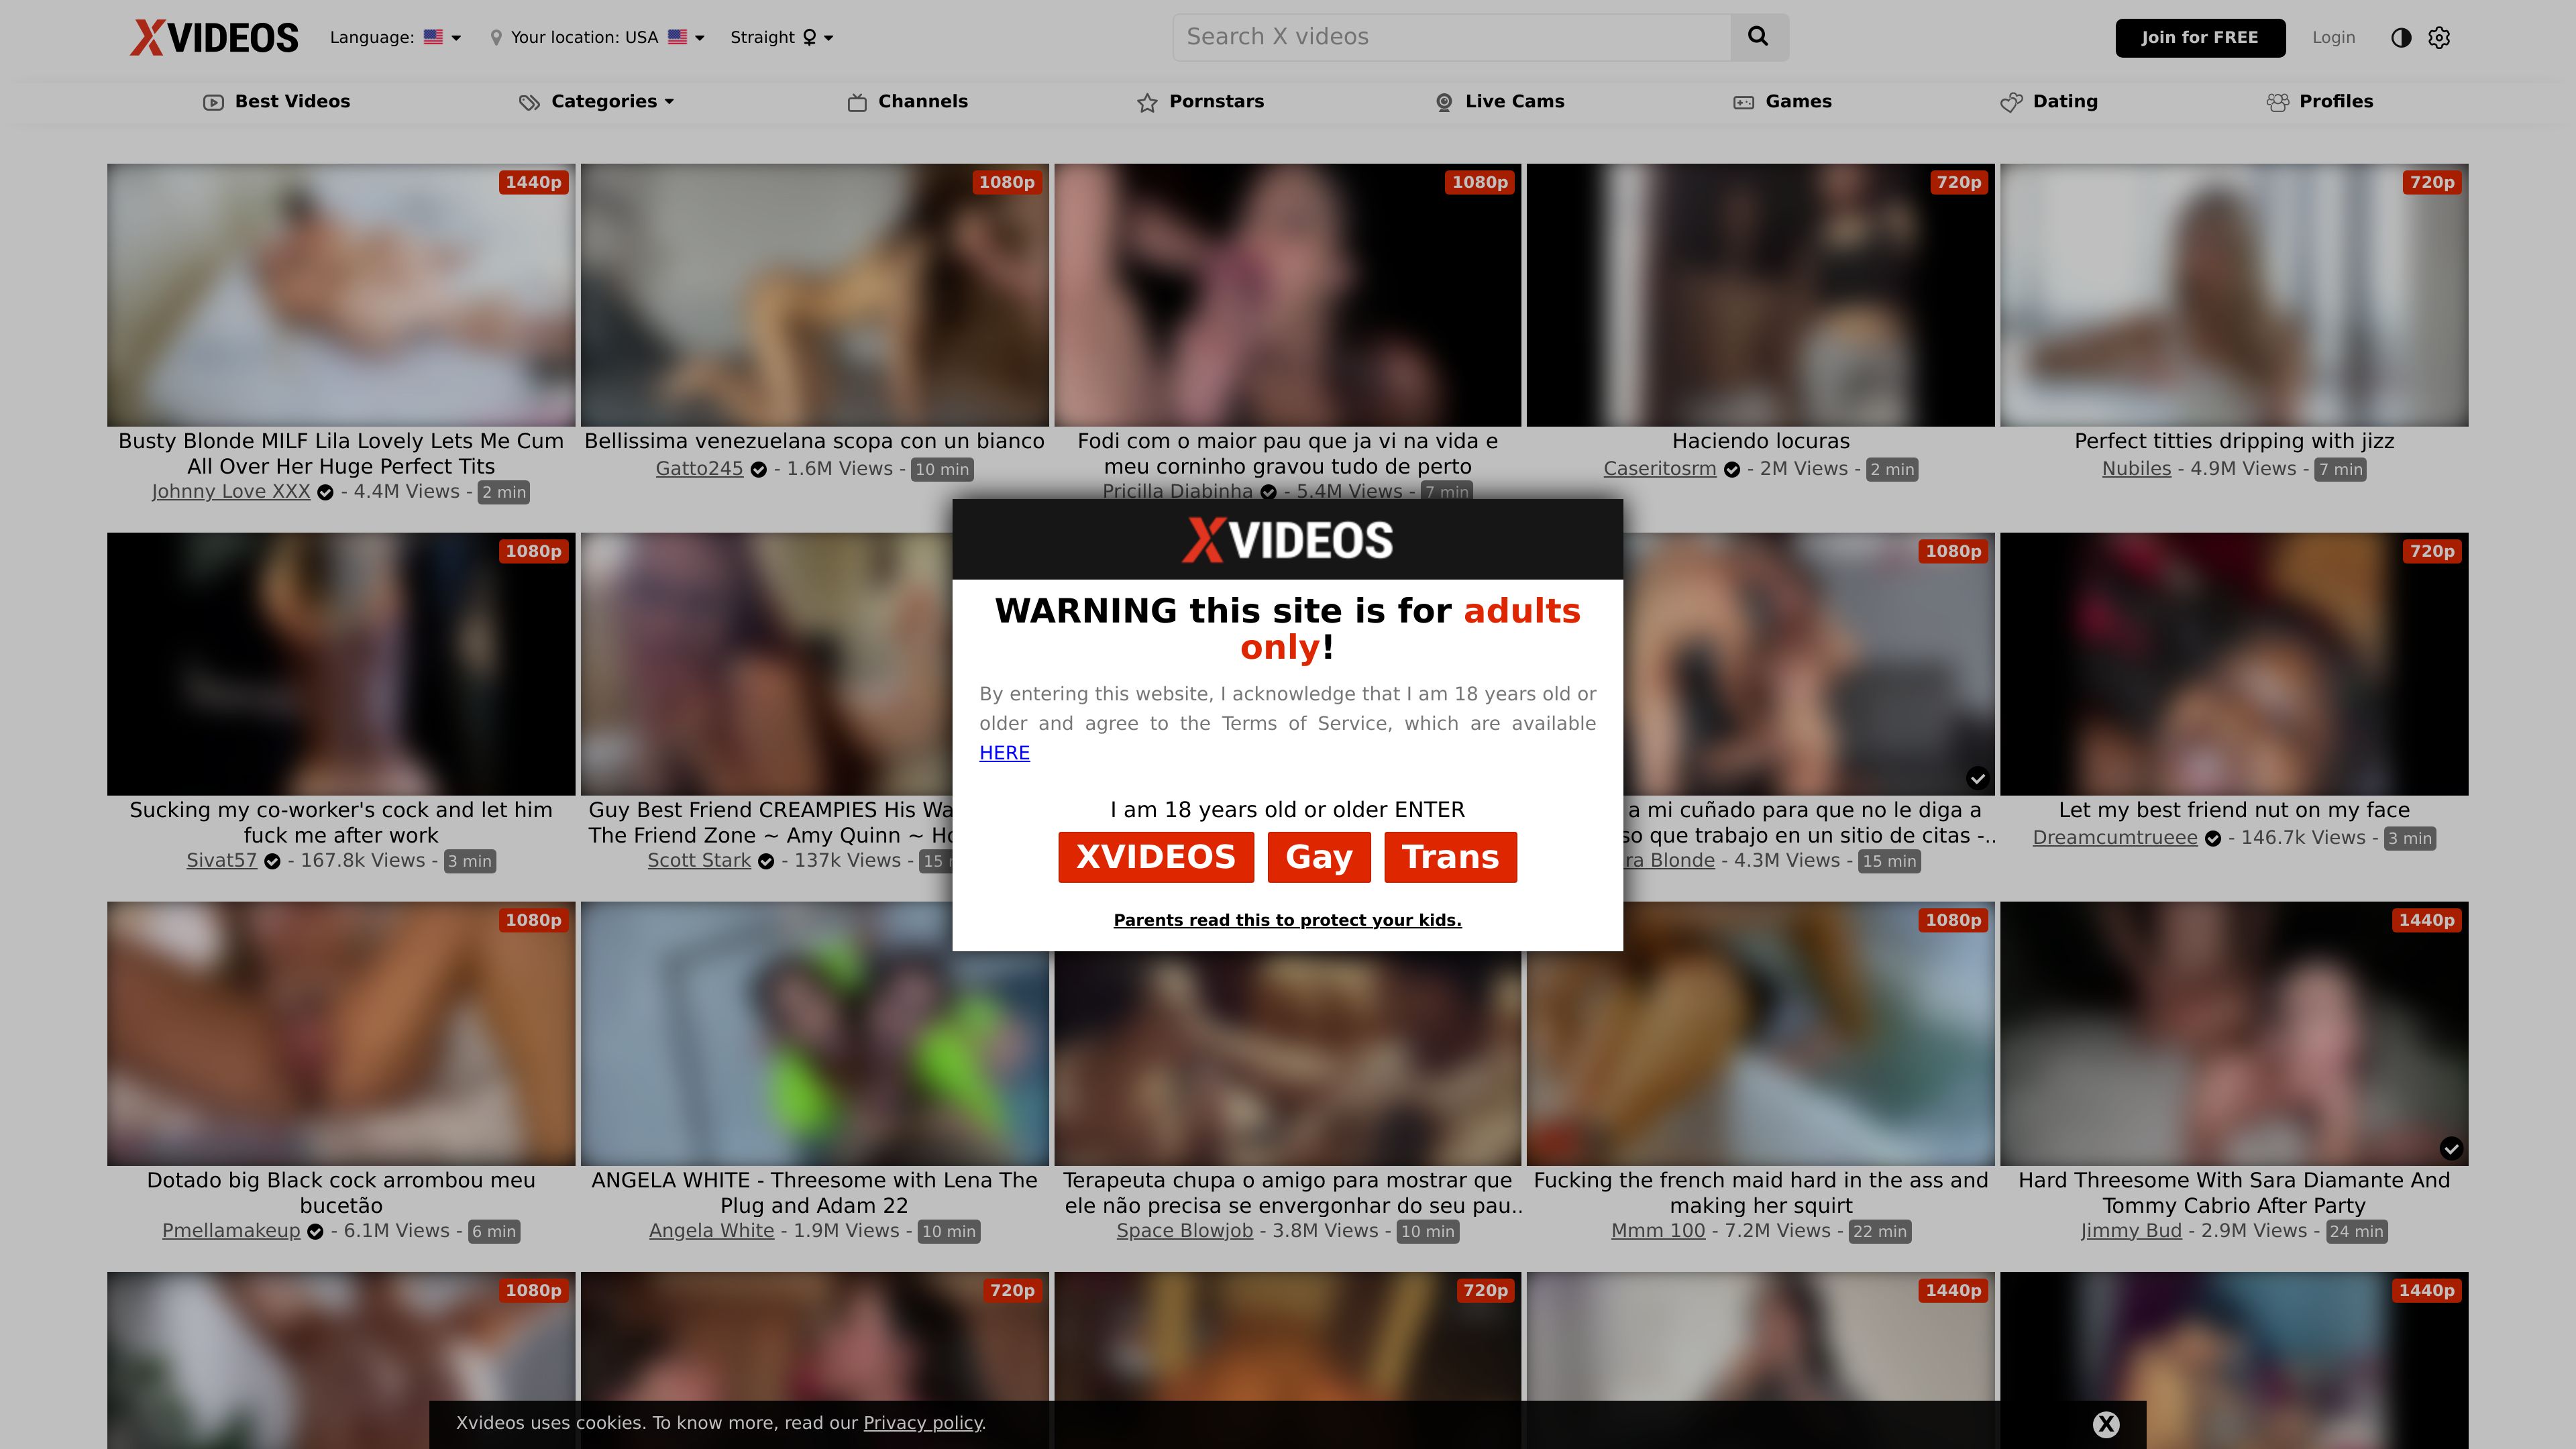 XVIDEOS
Language:
Your location: USA
Straight
Search X videos
Join for FREE
Login
Best Videos
Categories
Channels
Pornstars
Live Cams
Games
Dating
Profiles
1440p
1080p
1080p
720p
720p
Busty Blonde MILF Lila Lovely Lets Me Cum
All Over Her Huge Perfect Tits
Johnny Love XXX - 4.4M Views - 2 min
Bellissima venezuelana scopa con un bianco
Gatto245 - 1.6M Views - 10 min
Fodi com o maior pau que ja vi na vida e
meu corninho gravou tudo de perto
Pricilla Diabinha - 5.4M Views - 7 min
Haciendo locuras
Caseritosrm - 2M Views - 2 min
Perfect titties dripping with jizz
Nubiles - 4.9M Views - 7 min
XVIDEOS
WARNING this site is for adults
only!
By entering this website, I acknowledge that I am 18 years old or
older and agree to the Terms of Service, which are available
HERE
I am 18 years old or older ENTER
XVIDEOS
Gay
Trans
Parents read this to protect your kids.
1080p
1080p
720p
Sucking my co-worker's cock and let him
fuck me after work
Sivat57 - 167.8k Views - 3 min
Guy Best Friend CREAMPIES His
The Friend Zone ~ Amy Quinn ~
Scott Stark - 137k Views - 15
a mi cuñado para que no le diga a
so que trabajo en un sitio de citas -..
ra Blonde - 4.3M Views - 15 min
Let my best friend nut on my face
Dreamcumtrueee - 146.7k Views - 3 min
1080p
1080p
1440p
Dotado big Black cock arrombou meu
bucetão
Pmellamakeup - 6.1M Views - 6 min
ANGELA WHITE - Threesome with Lena The
Plug and Adam 22
Angela White - 1.9M Views - 10 min
Terapeuta chupa o amigo para mostrar que
ele não precisa se envergonhar do seu pau..
Space Blowjob - 3.8M Views - 10 min
Fucking the french maid hard in the ass and
making her squirt
Mmm 100 - 7.2M Views - 22 min
Hard Threesome With Sara Diamante And
Tommy Cabrio After Party
Jimmy Bud - 2.9M Views - 24 min
1080p
720p
720p
1440p
1440p
Xvideos uses cookies. To know more, read our Privacy policy.
X